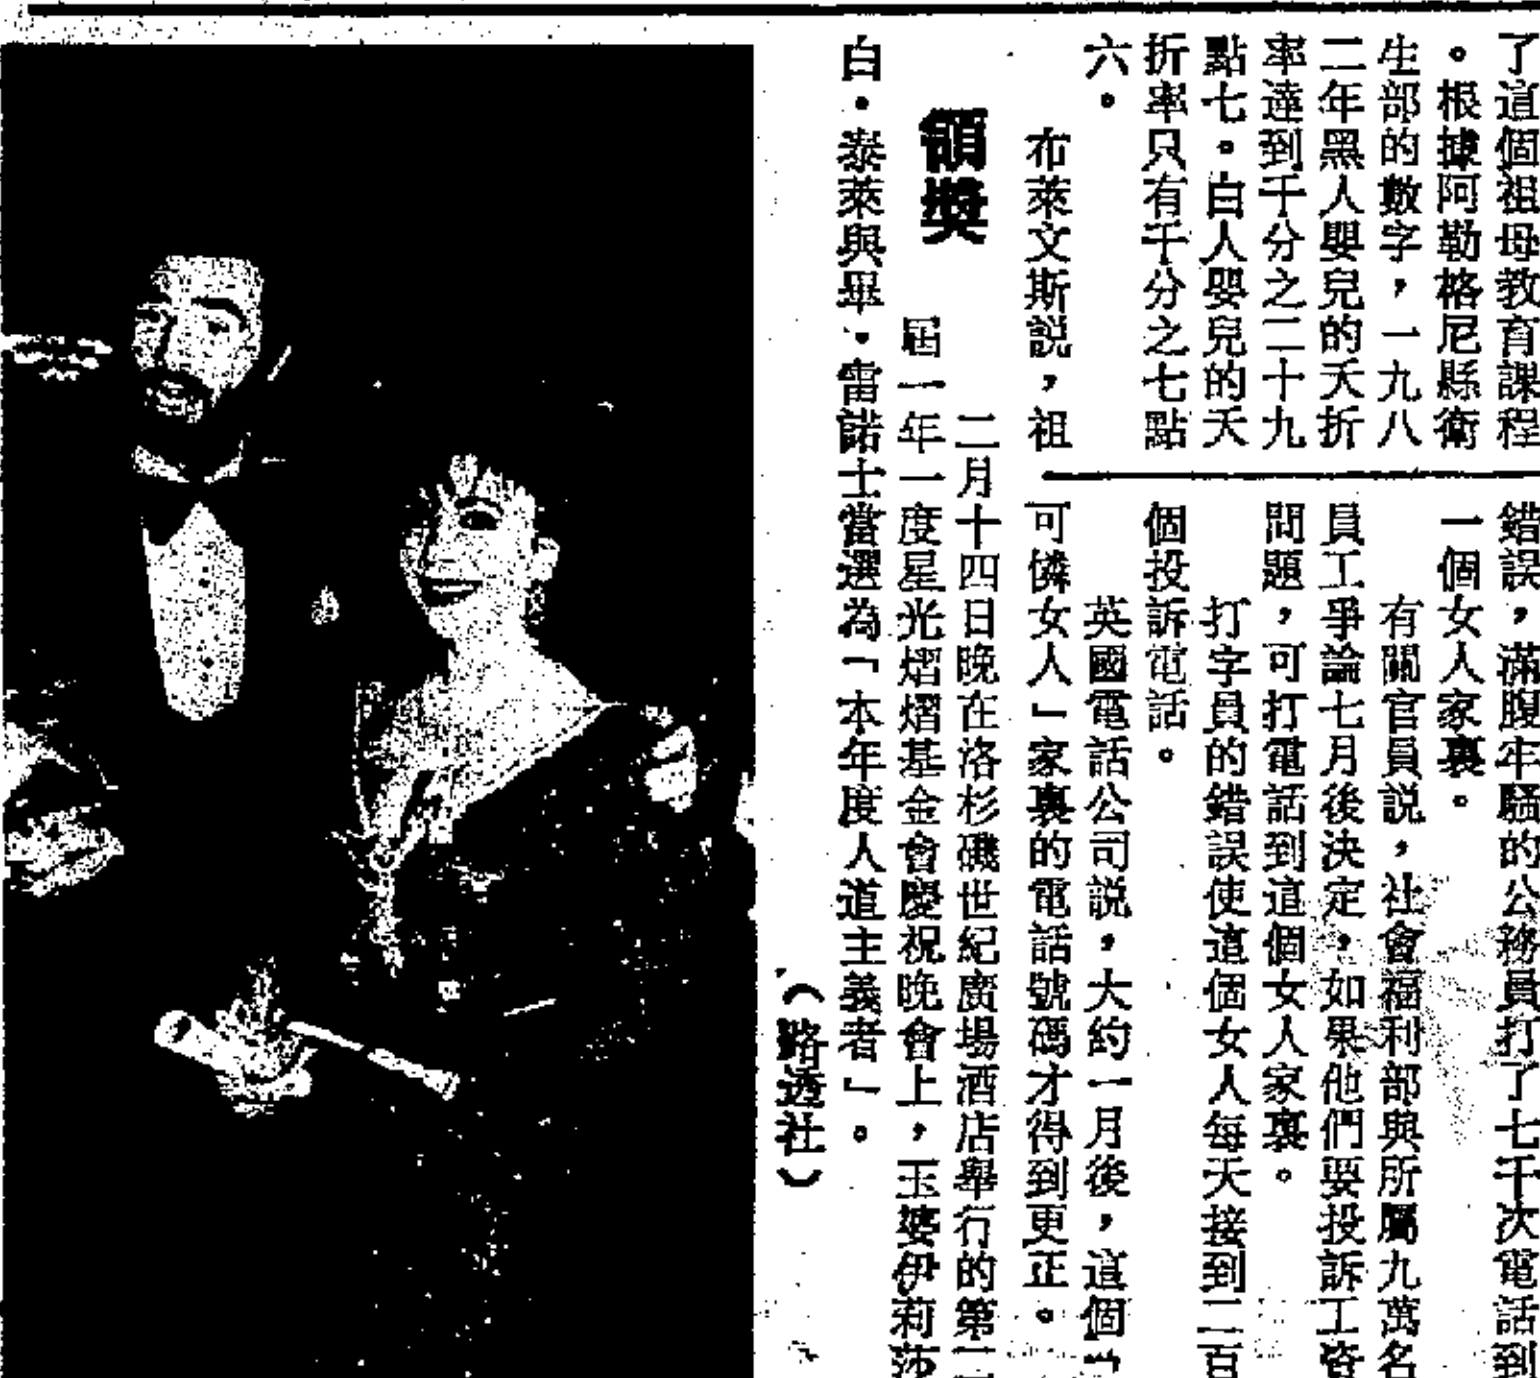 了這個祖母教育課程
。根據阿勒格尼縣衛
生部的數字，一九八
二年黑人嬰兒的夭折
率達到千分之二十九
點七。白人嬰兒的夭
折率只有千分之七點
六。
布萊文斯説，祖
錯誤，滿腹牢騷的公務員打了七千次電話到
一個女人家裏。
有關官員説，社會福利部與所屬九萬名
員工爭論七月後決定，如果他們要投訴工資
問題，可打電話到這個女人家裏。
打字員的錯誤使這個女人每天接到二百
個投訴電話。
英國電話公司説，大約一月後，這個「
可憐女人」家裏的電話號碼才得到更正。
領獎
二月十四日晚在洛杉磯世紀廣場酒店舉行的第二
屆一年一度星光熠熠基金會慶祝晚會上，玉婆伊莉莎
白・泰萊與畢・雷諾士當選為「本年度人道主義者」。
（路透社）